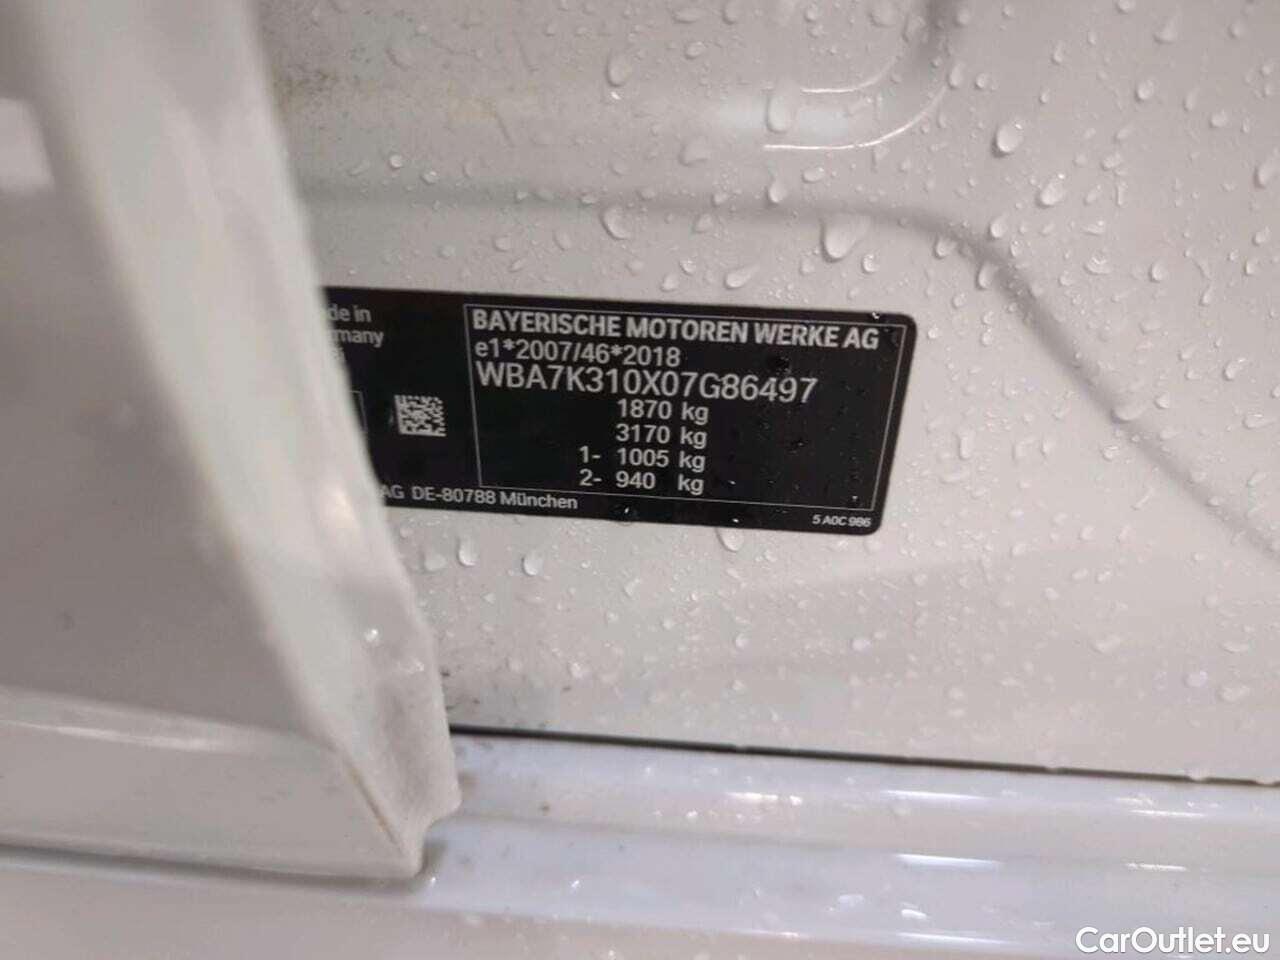 de in
many
BAYERISCHE MOTOREN WERKE AG
e1*2007/46*2018
WBA7K310X07G86497
1870 kg
3170 kg
1- 1005 kg
2- 940 kg
AG DE-80788 München
5 A0C 986
CarOutlet.eu